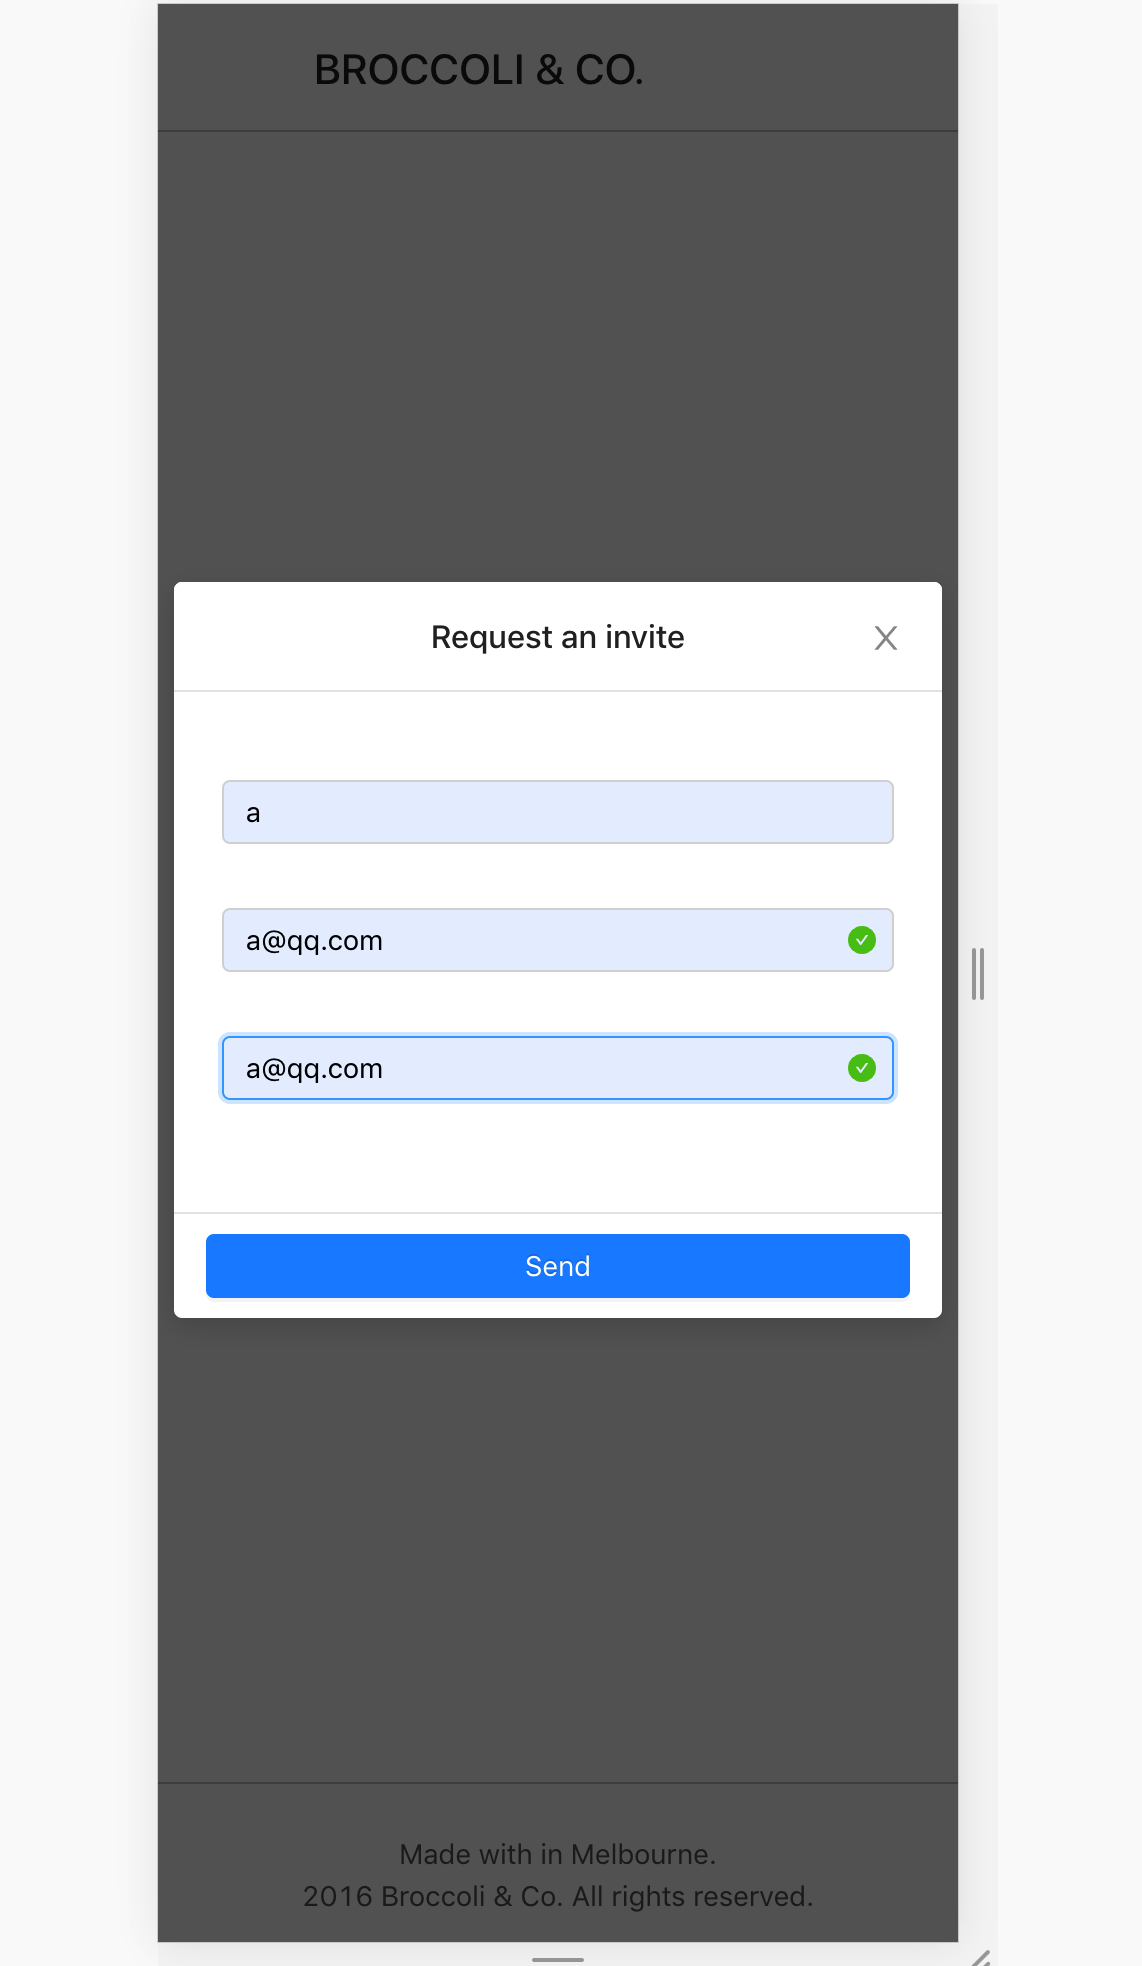 BROCCOLI & CO.
Request an invite
a
a@qq.com
a@qq.com
Send
Made with in Melbourne.
2016 Broccoli & Co. All rights reserved.